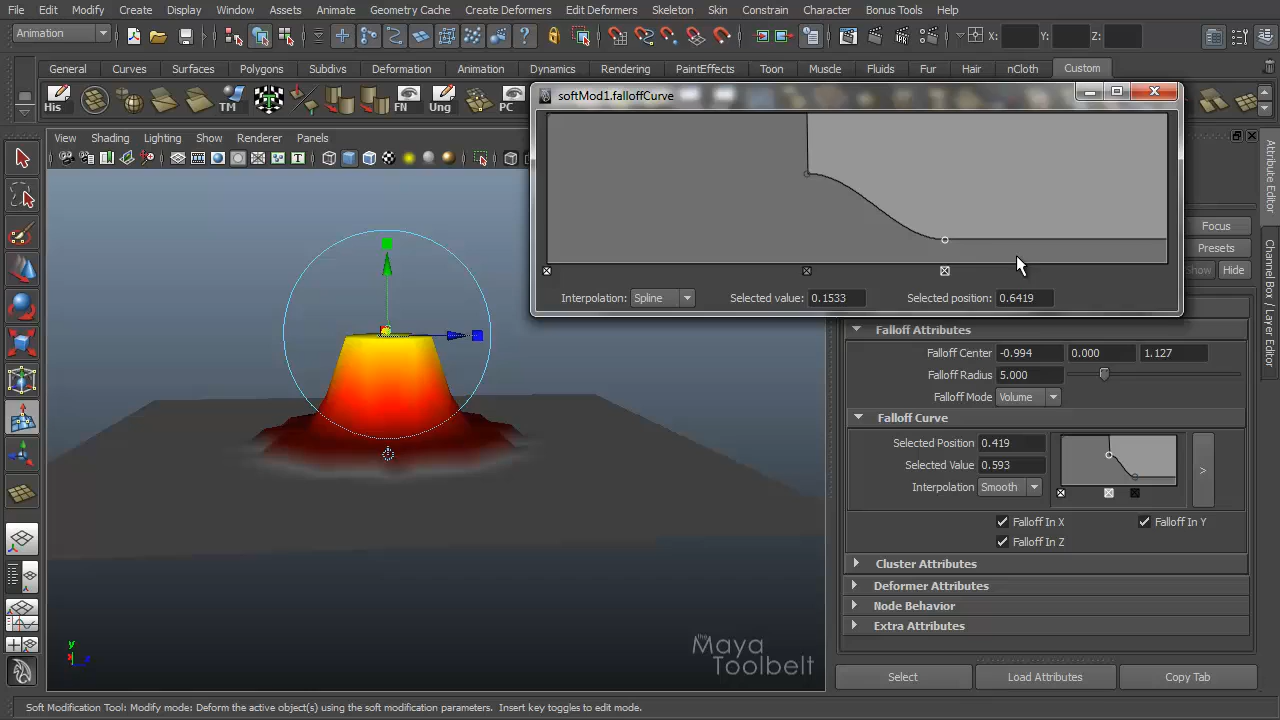 File Edit Modify Create Display Window Assets Animate Geometry Cache Create Deformers Edit Deformers Skeleton Skin Constrain Character Bonus Tools Help
Animation X: Y: Z:
General Curves Surfaces Polygons Subdivs Deformation Animation Dynamics Rendering PaintEffects Toon Muscle Fluids Fur Hair nCloth Custom
His TM FN Ung PC
softMod1.falloffCurve
Interpolation: Spline Selected value: 0.1533 Selected position: 0.6419
View Shading Lighting Show Renderer Panels
Attribute Editor
Channel Box / Layer Editor
Focus
Presets
Show Hide
Falloff Attributes
Falloff Center -0.994 0.000 1.127
Falloff Radius 5.000
Falloff Mode Volume
Falloff Curve
Selected Position 0.419
Selected Value 0.593
Interpolation Smooth
>
Falloff In X Falloff In Y
Falloff In Z
Cluster Attributes
Deformer Attributes
Node Behavior
Extra Attributes
Select Load Attributes Copy Tab
y
x z
The Maya
Toolbelt
Soft Modification Tool: Modify mode: Deform the active object(s) using the soft modification parameters. Insert key toggles to edit mode.